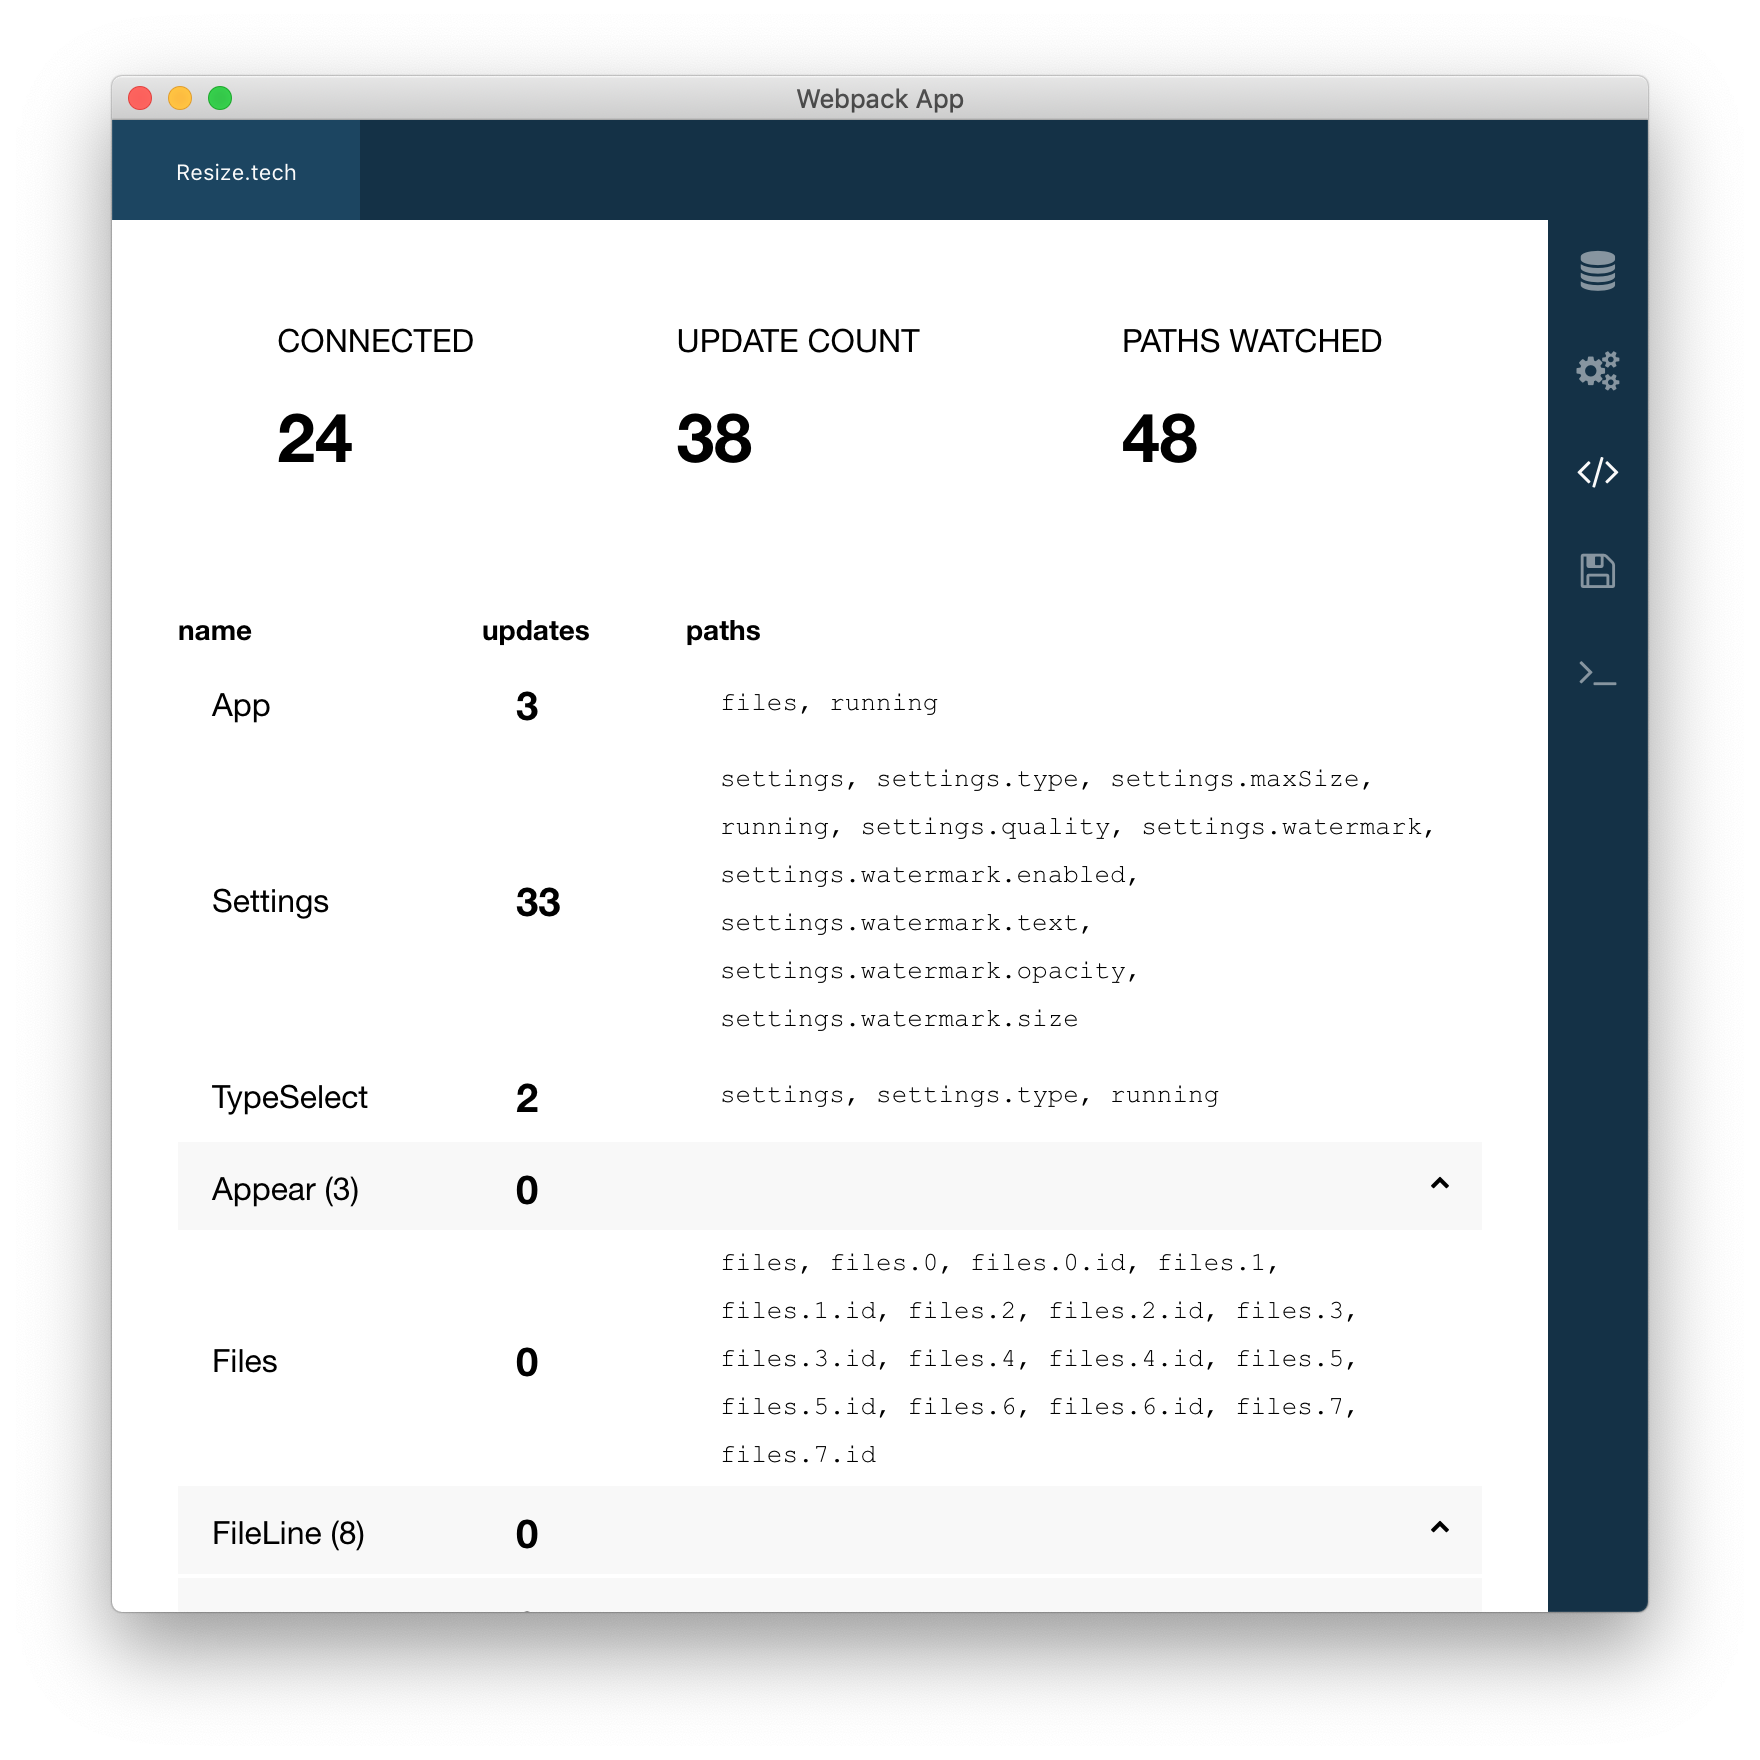 Webpack App
Resize.tech
CONNECTED UPDATE COUNT PATHS WATCHED
24 38 48
name updates paths
App 3 files, running
settings, settings.type, settings.maxSize,
running, settings.quality, settings.watermark,
settings.watermark.enabled,
Settings 33
settings.watermark.text,
settings.watermark.opacity,
settings.watermark.size
TypeSelect 2 settings, settings.type, running
Appear (3) 0
files, files.0, files.0.id, files.1,
files.1.id, files.2, files.2.id, files.3,
Files 0 files.3.id, files.4, files.4.id, files.5,
files.5.id, files.6, files.6.id, files.7,
files.7.id
FileLine (8) 0